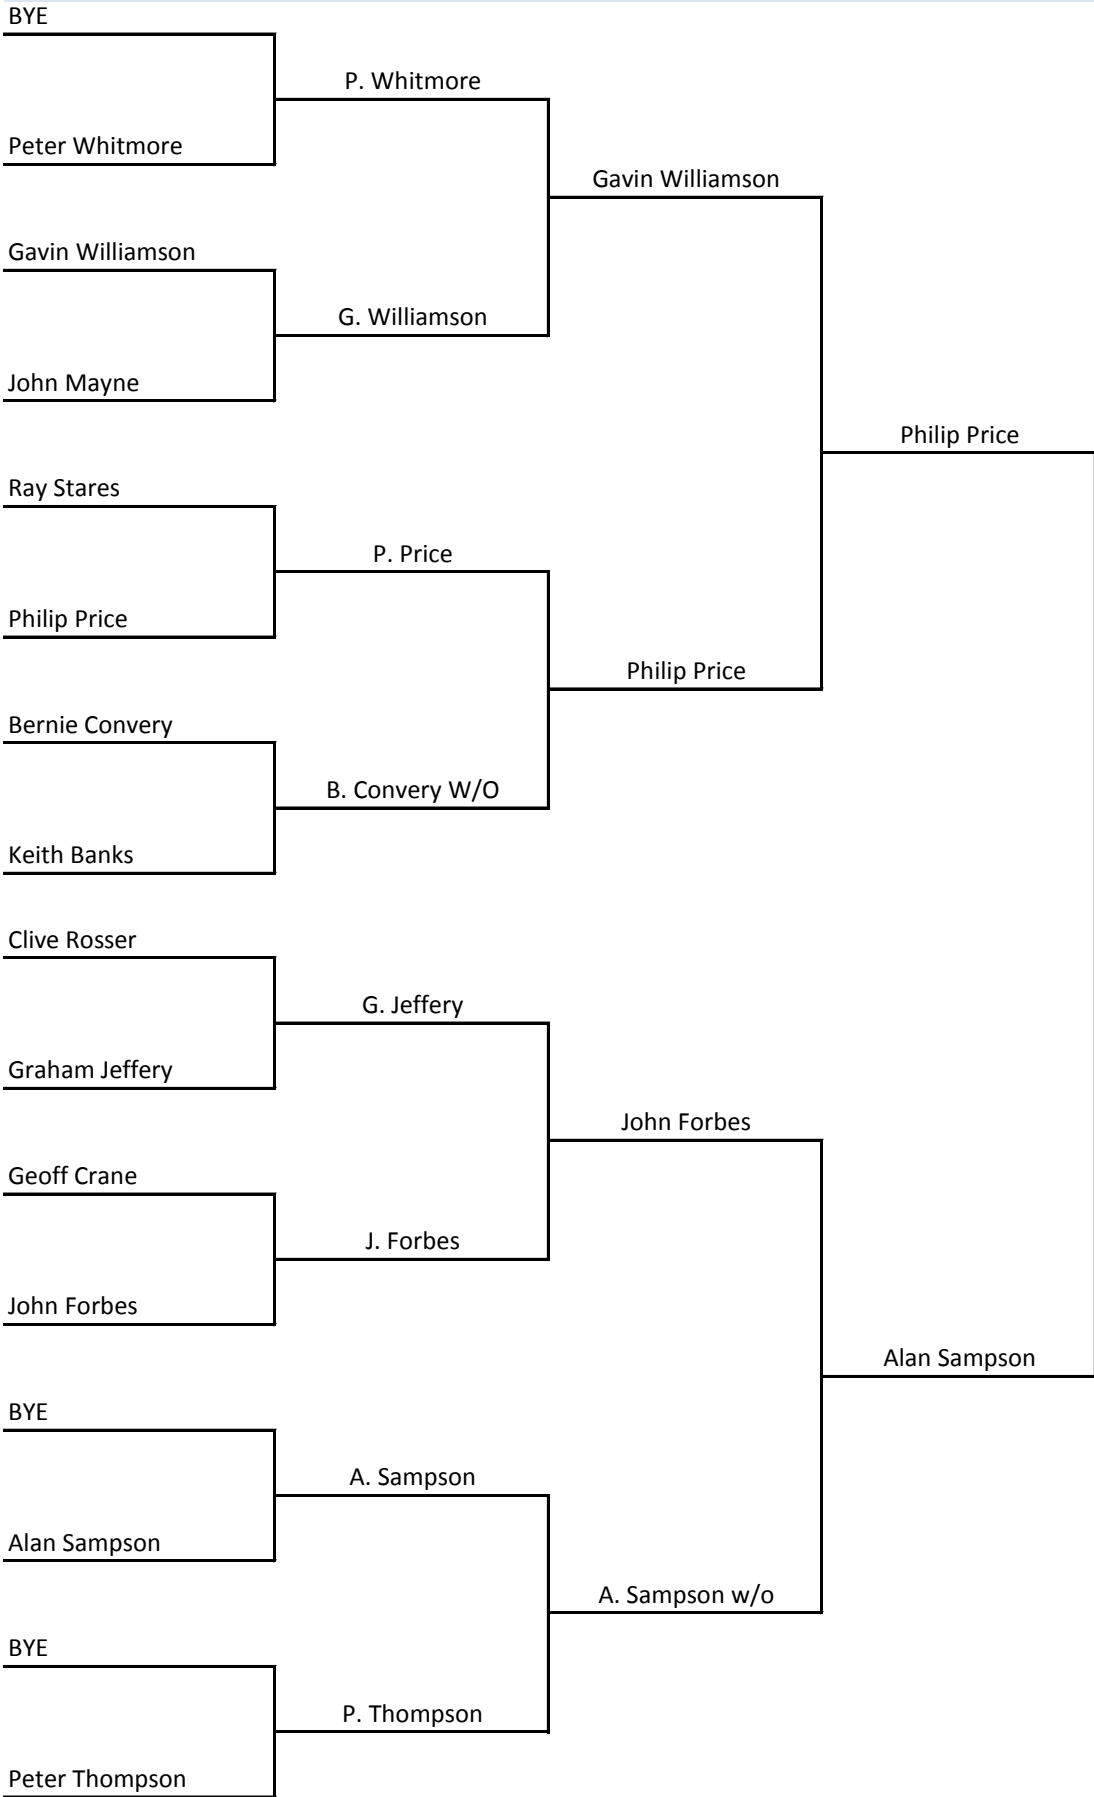 BYE
P. Whitmore
Peter Whitmore
Gavin Williamson
Gavin Williamson
G. Williamson
John Mayne
Philip Price
Ray Stares
P. Price
Philip Price
Philip Price
Bernie Convery
B. Convery W/O
Keith Banks
Clive Rosser
G. Jeffery
Graham Jeffery
John Forbes
Geoff Crane
J. Forbes
John Forbes
Alan Sampson
BYE
A. Sampson
Alan Sampson
A. Sampson w/o
BYE
P. Thompson
Peter Thompson